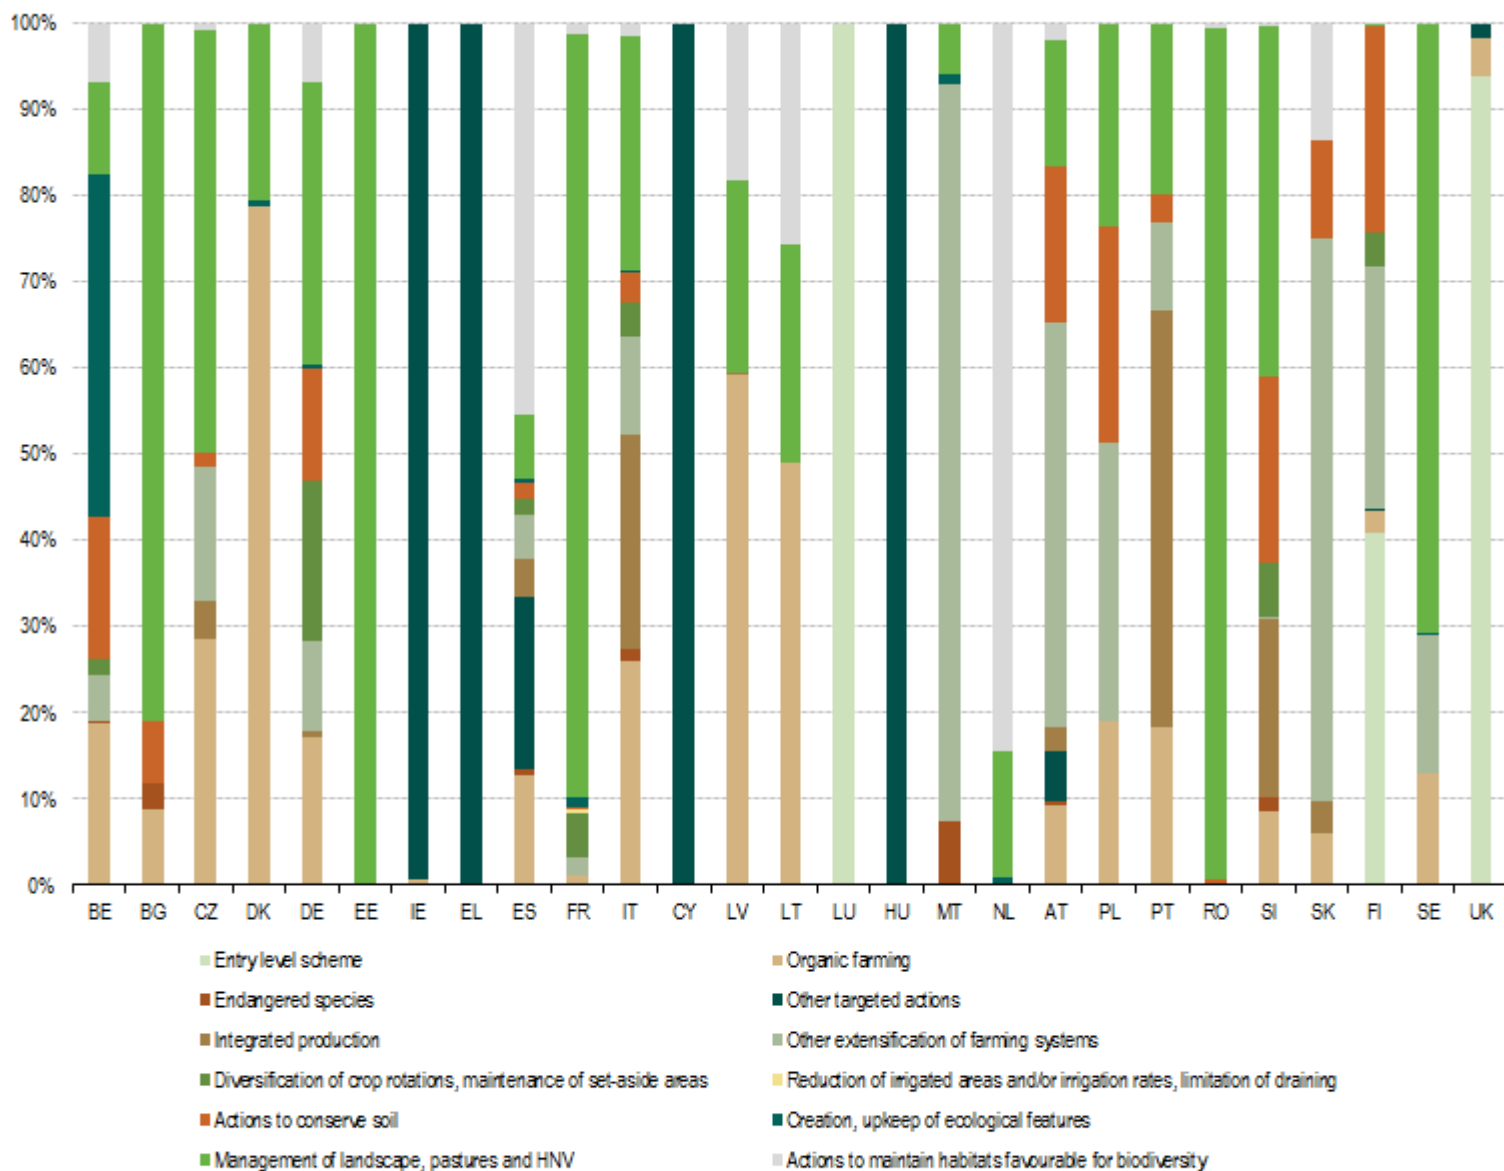 100%
90%
80%
70%
60%
50%
40%
30%
20%
10%
0%
BE BG CZ DK DE EE IE EL ES FR IT CY LV LT LU HU MT NL AT PL PT RO SI SK FI SE UK
Entry level scheme Organic farming
Endangered species Other targeted actions
Integrated production Other extensification of farming systems
Diversification of crop rotations, maintenance of set-aside areas Reduction of irrigated areas and/or irrigation rates, limitation of draining
Actions to conserve soil Creation, upkeep of ecological features
Management of landscape, pastures and HNV Actions to maintain habitats favourable for biodiversity